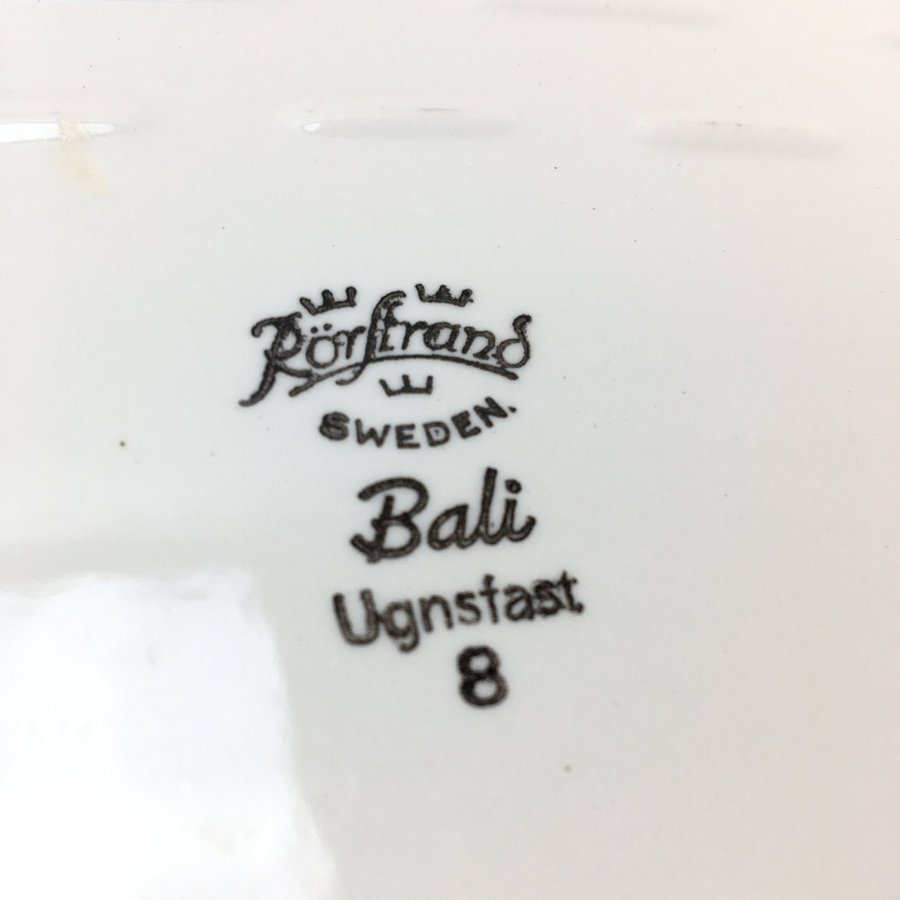 Rörstrand
SWEDEN.
Bali
Ugnsfast
8